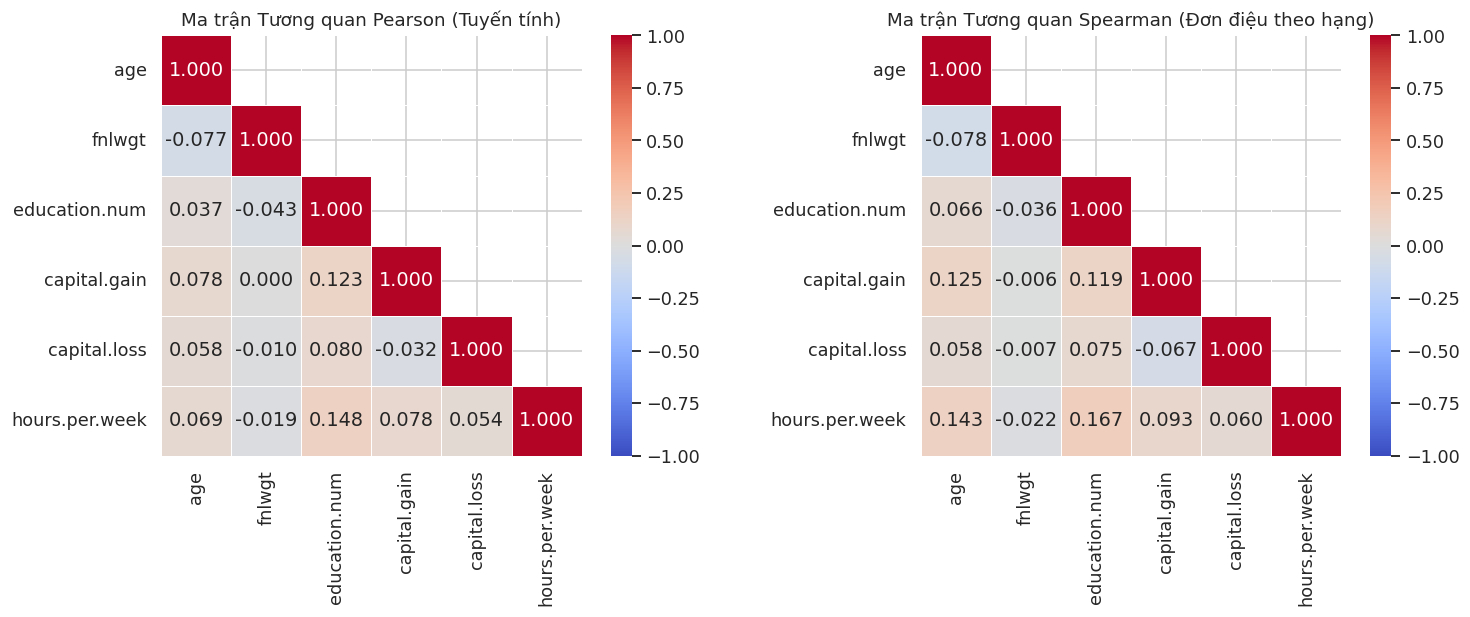 Ma trận Tương quan Pearson (Tuyến tính)
age
fnlwgt
education.num
capital.gain
capital.loss
hours.per.week
1.000
-0.077 1.000
0.037 -0.043 1.000
0.078 0.000 0.123 1.000
0.058 -0.010 0.080 -0.032 1.000
0.069 -0.019 0.148 0.078 0.054 1.000
age
fnlwgt
education.num
capital.gain
capital.loss
hours.per.week
1.00
0.75
0.50
0.25
0.00
−0.25
−0.50
−0.75
−1.00
Ma trận Tương quan Spearman (Đơn điệu theo hạng)
age
fnlwgt
education.num
capital.gain
capital.loss
hours.per.week
1.000
-0.078 1.000
0.066 -0.036 1.000
0.125 -0.006 0.119 1.000
0.058 -0.007 0.075 -0.067 1.000
0.143 -0.022 0.167 0.093 0.060 1.000
age
fnlwgt
education.num
capital.gain
capital.loss
hours.per.week
1.00
0.75
0.50
0.25
0.00
−0.25
−0.50
−0.75
−1.00